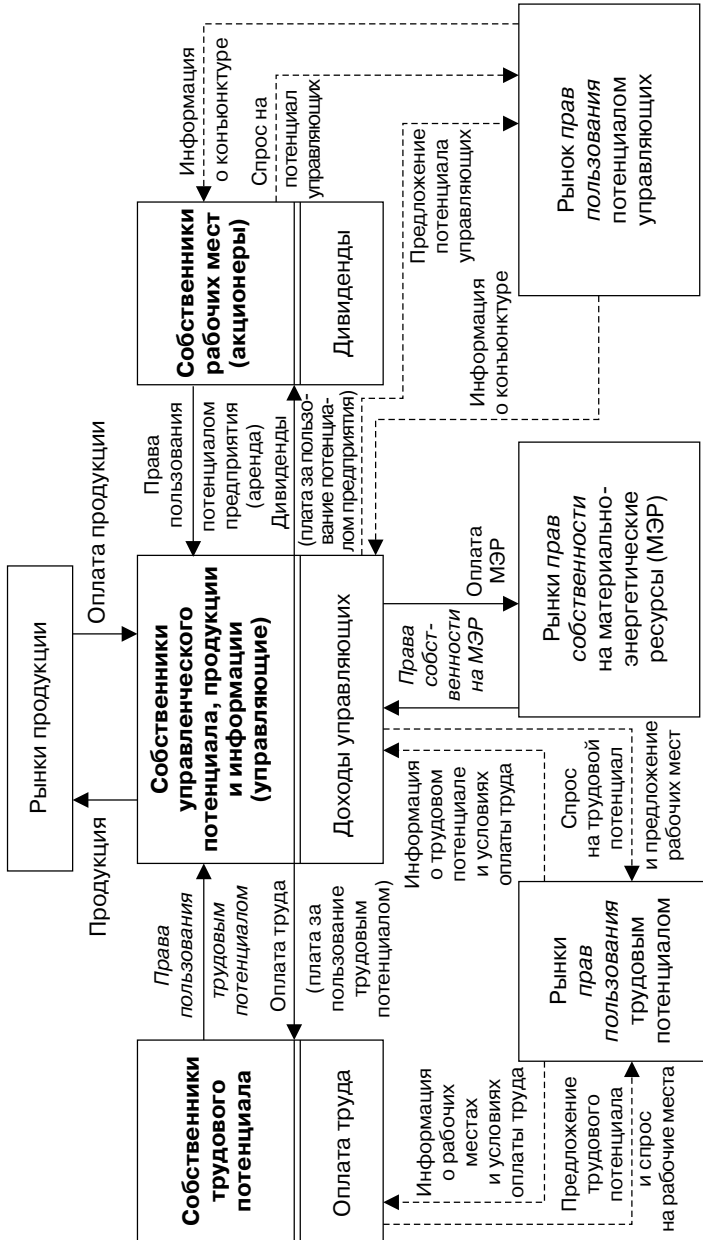 Рынки продукции
Продукция
Оплата продукции
Собственники
трудового
потенциала
Оплата труда
Права
пользования
трудовым
потенциалом
Оплата труда
(плата за
пользование
трудовым
потенциалом)
Собственники
управленческого
потенциала, продукции
и информации
(управляющие)
Доходы управляющих
Права
пользования
потенциалом
предприятия
(аренда)
Дивиденды
(плата за пользо-
вание потенциа-
лом предприятия)
Собственники
рабочих мест
(акционеры)
Дивиденды
Информация
о конъюнктуре
Спрос на
потенциал
управляющих
Информация
о рабочих
местах
и условиях
оплаты труда
Предложение
трудового
потенциала
и спрос
на рабочие места
Рынки
прав
пользования
трудовым
потенциалом
Информация
о трудовом
потенциале
и условиях
оплаты труда
Спрос
на трудовой
потенциал
и предложение
рабочих мест
Права
собст-
венности
на МЭР
Оплата
МЭР
Рынки прав
собственности
на материально-
энергетические
ресурсы (МЭР)
Информация
о конъюнктуре
Предложение
потенциала
управляющих
Рынок прав
пользования
потенциалом
управляющих